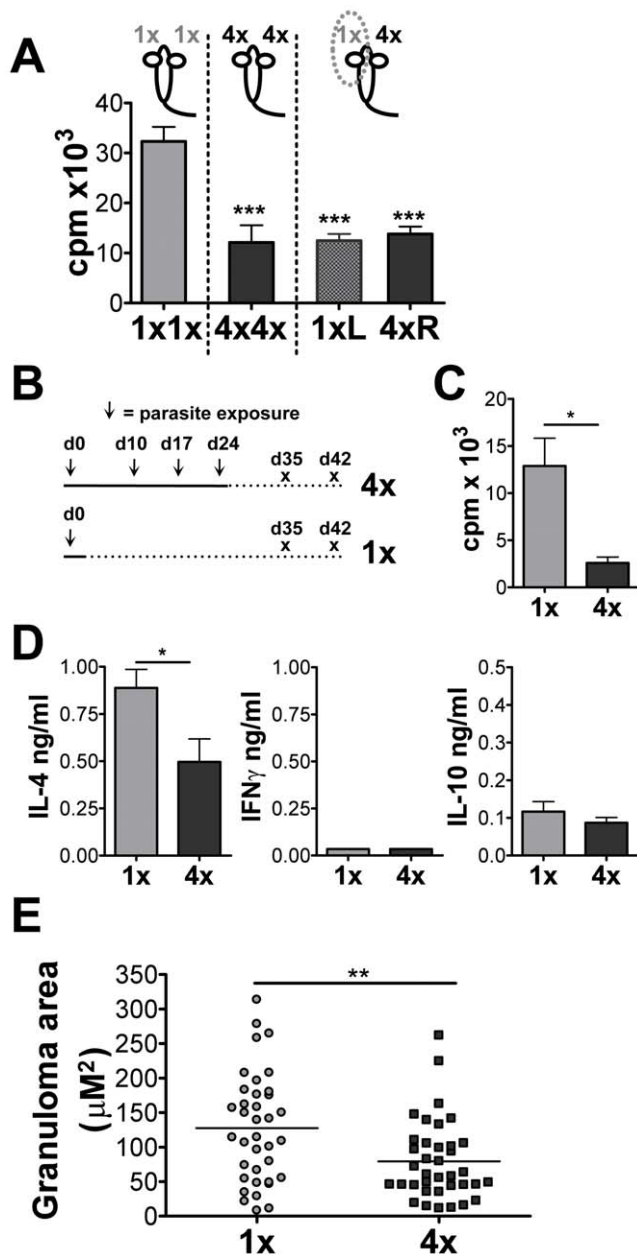 A
1x 1x 4x 4x 1x 4x
cpm x10³
40
30
20
10
0
*** *** ***
1x1x 4x4x 1xL 4xR
B
↓ = parasite exposure
d0 d10 d17 d24 d35 d42
x x
4x
d0 d35 d42
x x
1x
C
cpm x 10³
20
15
10
5
0
*
1x 4x
D
IL-4 ng/ml
1.00
0.75
0.50
0.25
0.00
*
1x 4x
IFNγ ng/ml
1.00
0.75
0.50
0.25
0.00
1x 4x
IL-10 ng/ml
0.5
0.4
0.3
0.2
0.1
0.0
1x 4x
E
Granuloma area
(μM²)
350
300
250
200
150
100
50
0
**
1x 4x